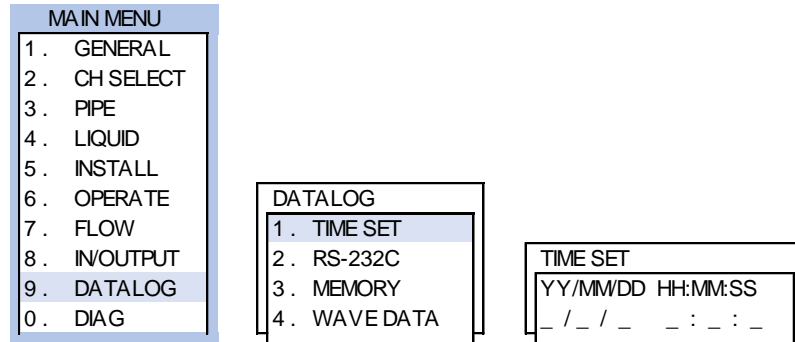 MAIN MENU
1. GENERAL
2. CH SELECT
3. PIPE
4. LIQUID
5. INSTALL
6. OPERATE
7. FLOW
8. IN/OUTPUT
9. DATALOG
0. DIAG
DATALOG
1. TIME SET
2. RS-232C
3. MEMORY
4. WAVE DATA
TIME SET
YY/MM/DD HH:MM:SS
_ / _ / _ _ : _ : _